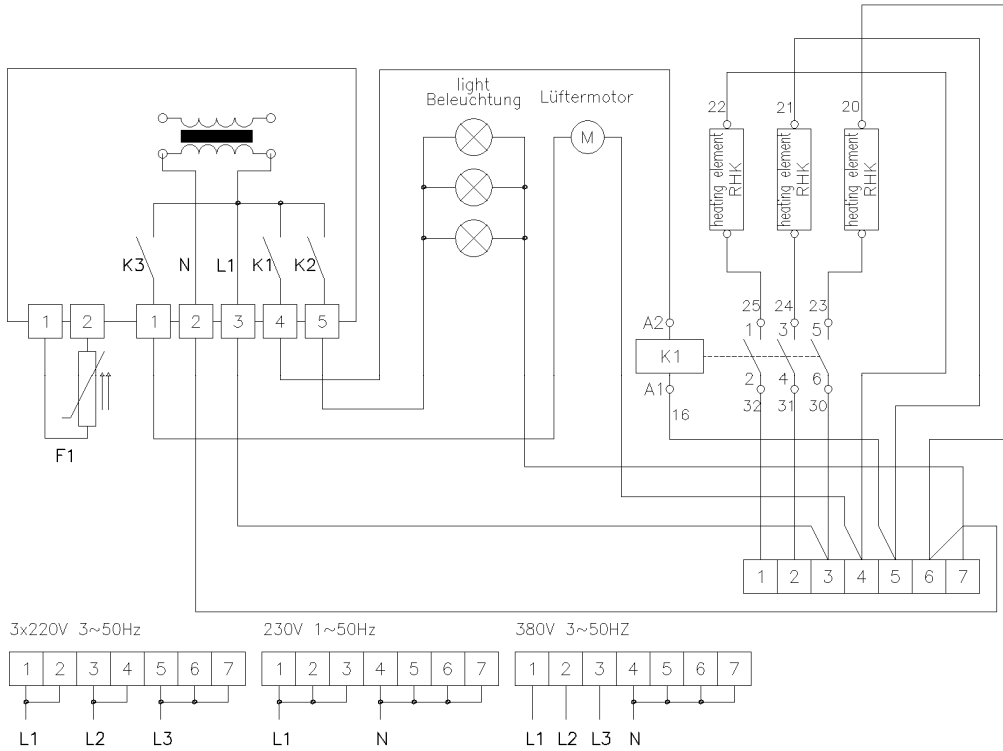 light
Beleuchtung
Lüftermotor
M
22
21
20
heating element
RHK
heating element
RHK
heating element
RHK
K3
N
L1
K1
K2
1
2
1
2
3
4
5
F1
25
24
23
A2
1
3
5
K1
A1
2
4
6
16
32
31
30
1
2
3
4
5
6
7
3x220V 3~50Hz
1
2
3
4
5
6
7
L1
L2
L3
230V 1~50Hz
1
2
3
4
5
6
7
L1
N
380V 3~50HZ
1
2
3
4
5
6
7
L1
L2
L3
N